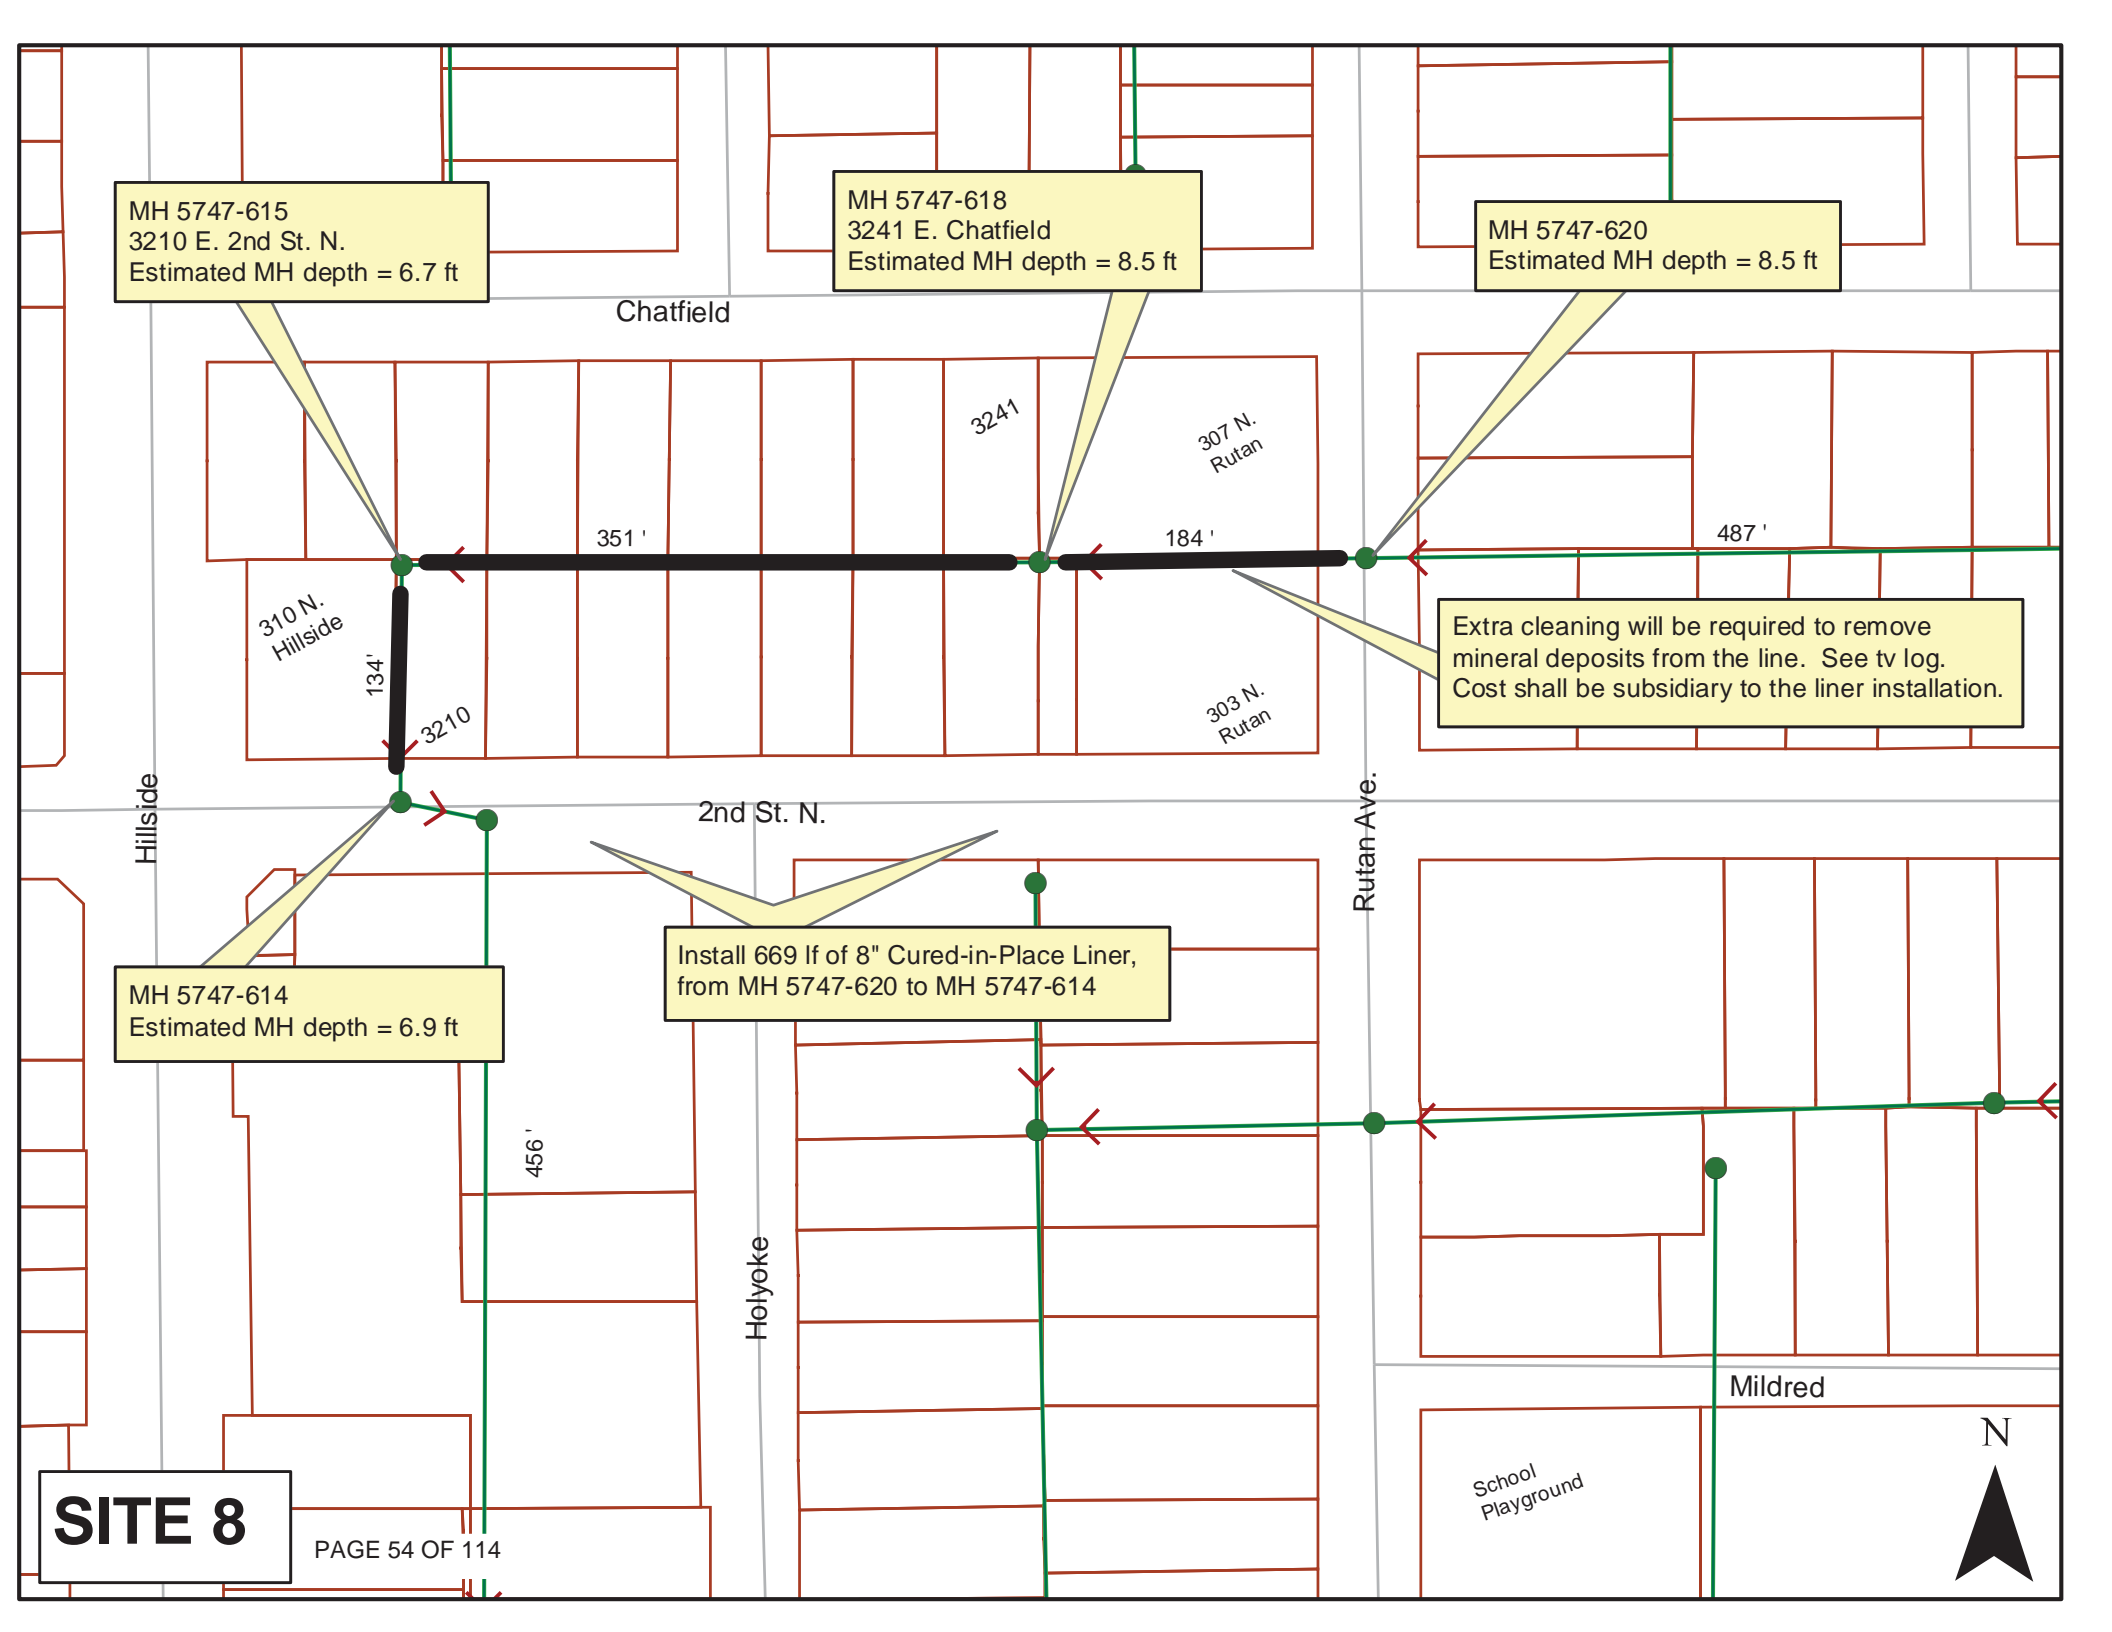 MH 5747-615
3210 E. 2nd St. N.
Estimated MH depth = 6.7 ft
MH 5747-618
3241 E. Chatfield
Estimated MH depth = 8.5 ft
MH 5747-620
Estimated MH depth = 8.5 ft
Chatfield
3241
307 N.
Rutan
351 '
184 '
487 '
310 N.
Hillside
134'
3210
303 N.
Rutan
Extra cleaning will be required to remove
mineral deposits from the line.  See tv log.
Cost shall be subsidiary to the liner installation.
Hillside
2nd St. N.
Rutan Ave.
Install 669 lf of 8" Cured-in-Place Liner,
from MH 5747-620 to MH 5747-614
MH 5747-614
Estimated MH depth = 6.9 ft
456 '
Holyoke
Mildred
School
Playground
N
SITE 8
PAGE 54 OF 114